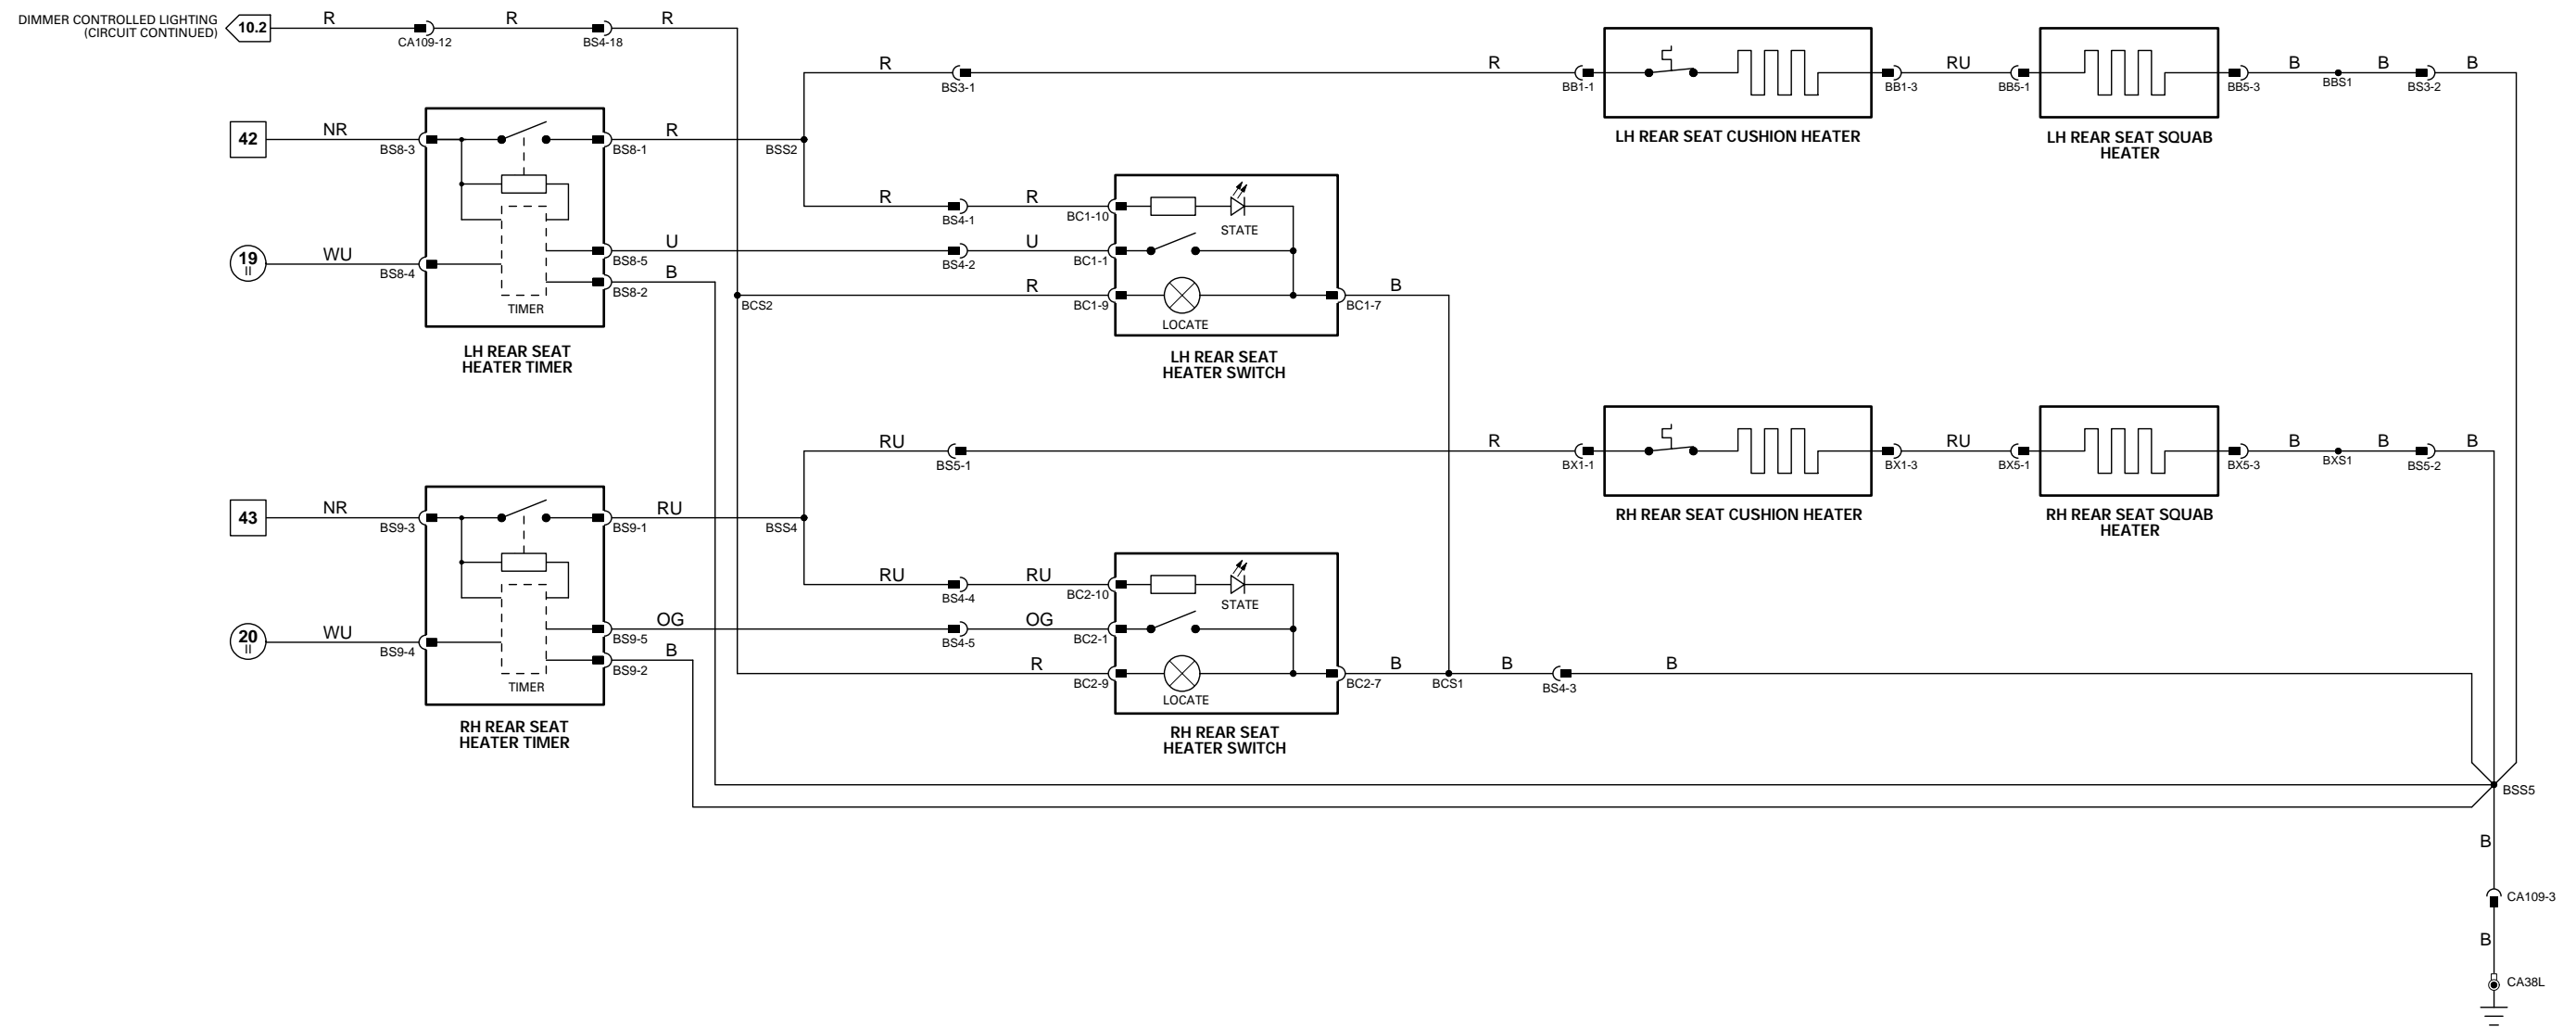 DIMMER CONTROLLED LIGHTING
(CIRCUIT CONTINUED)
10.2
R
CA109-12
R
BS4-18
R
R
BS3-1
R
BB1-1
BB1-3
RU
BB5-1
BB5-3
B
BBS1
B
BS3-2
B
LH REAR SEAT CUSHION HEATER
LH REAR SEAT SQUAB
HEATER
42
NR
BS8-3
BS8-1
R
BSS2
R
BS4-1
R
BC1-10
STATE
19
II
WU
BS8-4
BS8-5
U
BS4-2
U
BC1-1
BS8-2
B
TIMER
BCS2
R
BC1-9
LOCATE
BC1-7
B
LH REAR SEAT
HEATER TIMER
LH REAR SEAT
HEATER SWITCH
RU
BS5-1
R
BX1-1
BX1-3
RU
BX5-1
BX5-3
B
BXS1
B
BS5-2
B
RH REAR SEAT CUSHION HEATER
RH REAR SEAT SQUAB
HEATER
43
NR
BS9-3
BS9-1
RU
BSS4
RU
BS4-4
RU
BC2-10
STATE
20
II
WU
BS9-4
BS9-5
OG
BS4-5
OG
BC2-1
BS9-2
B
TIMER
R
BC2-9
LOCATE
BC2-7
B
BCS1
B
BS4-3
B
RH REAR SEAT
HEATER TIMER
RH REAR SEAT
HEATER SWITCH
BSS5
B
CA109-3
B
CA38L